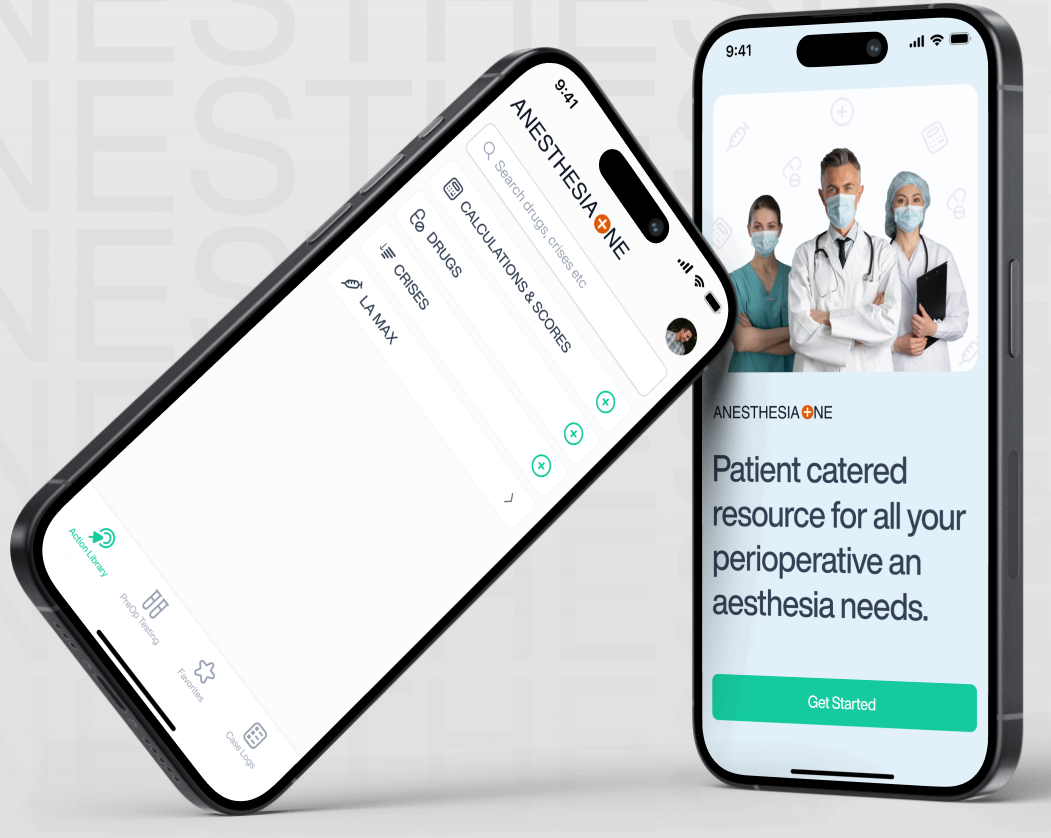 9:41
ANESTHESIA ONE
Search drugs, crises etc
CALCULATIONS & SCORES
DRUGS
CRISES
LA MAX
Action Library
PreOp Testing
Favorites
Case Logs
9:41
ANESTHESIA ONE
Patient catered
resource for all your
perioperative an
aesthesia needs.
Get Started